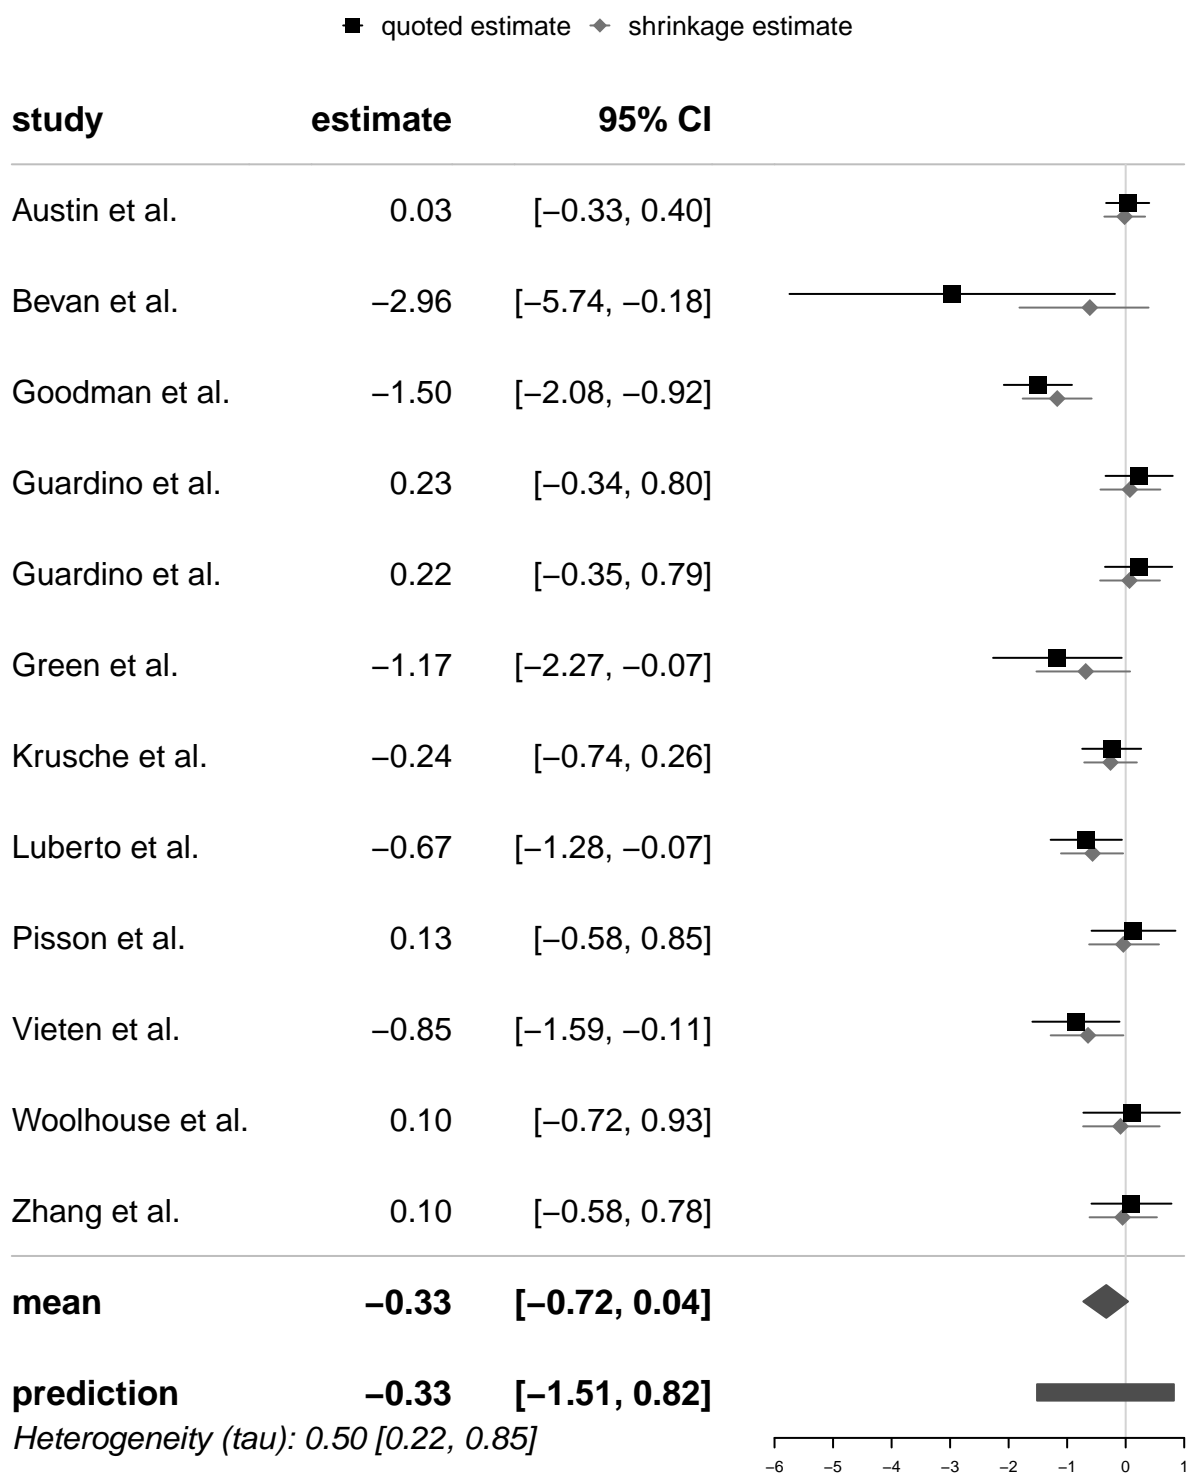 quoted estimate shrinkage estimate
study estimate 95% CI
Austin et al. 0.03 [−0.33, 0.40]
Bevan et al. −2.96 [−5.74, −0.18]
Goodman et al. −1.50 [−2.08, −0.92]
Guardino et al. 0.23 [−0.34, 0.80]
Guardino et al. 0.22 [−0.35, 0.79]
Green et al. −1.17 [−2.27, −0.07]
Krusche et al. −0.24 [−0.74, 0.26]
Luberto et al. −0.67 [−1.28, −0.07]
Pisson et al. 0.13 [−0.58, 0.85]
Vieten et al. −0.85 [−1.59, −0.11]
Woolhouse et al. 0.10 [−0.72, 0.93]
Zhang et al. 0.10 [−0.58, 0.78]
mean −0.33 [−0.72, 0.04]
prediction −0.33 [−1.51, 0.82]
Heterogeneity (tau): 0.50 [0.22, 0.85]
−6 −5 −4 −3 −2 −1 0 1